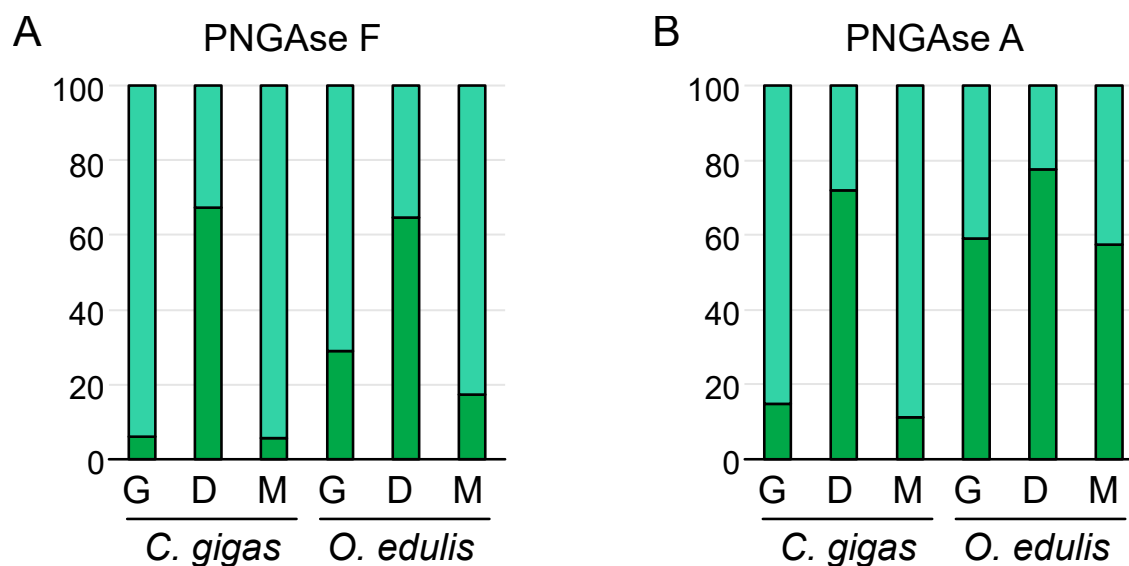 A
PNGAse F
100
80
60
40
20
0
G D M G D M
C. gigas O. edulis
B
PNGAse A
100
80
60
40
20
0
G D M G D M
C. gigas O. edulis